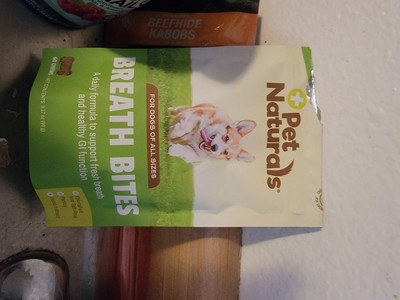 BEEFHIDE
KABOBS
Pet
Naturals®
FOR DOGS OF ALL SIZES
BREATH BITES
A daily formula to support fresh breath
and healthy GI function